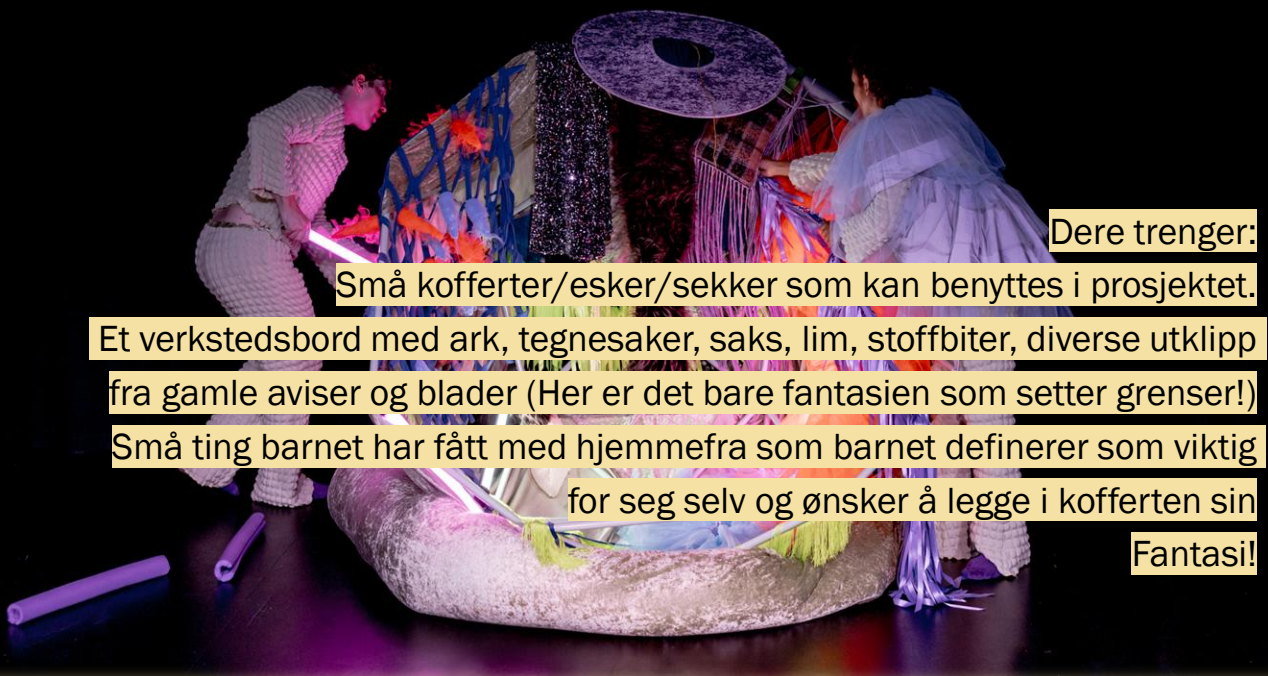 Dere trenger:
Små kofferter/esker/sekker som kan benyttes i prosjektet.
Et verkstedsbord med ark, tegnesaker, saks, lim, stoffbiter, diverse utklipp
fra gamle aviser og blader (Her er det bare fantasien som setter grenser!)
Små ting barnet har fått med hjemmefra som barnet definerer som viktig
for seg selv og ønsker å legge i kofferten sin
Fantasi!